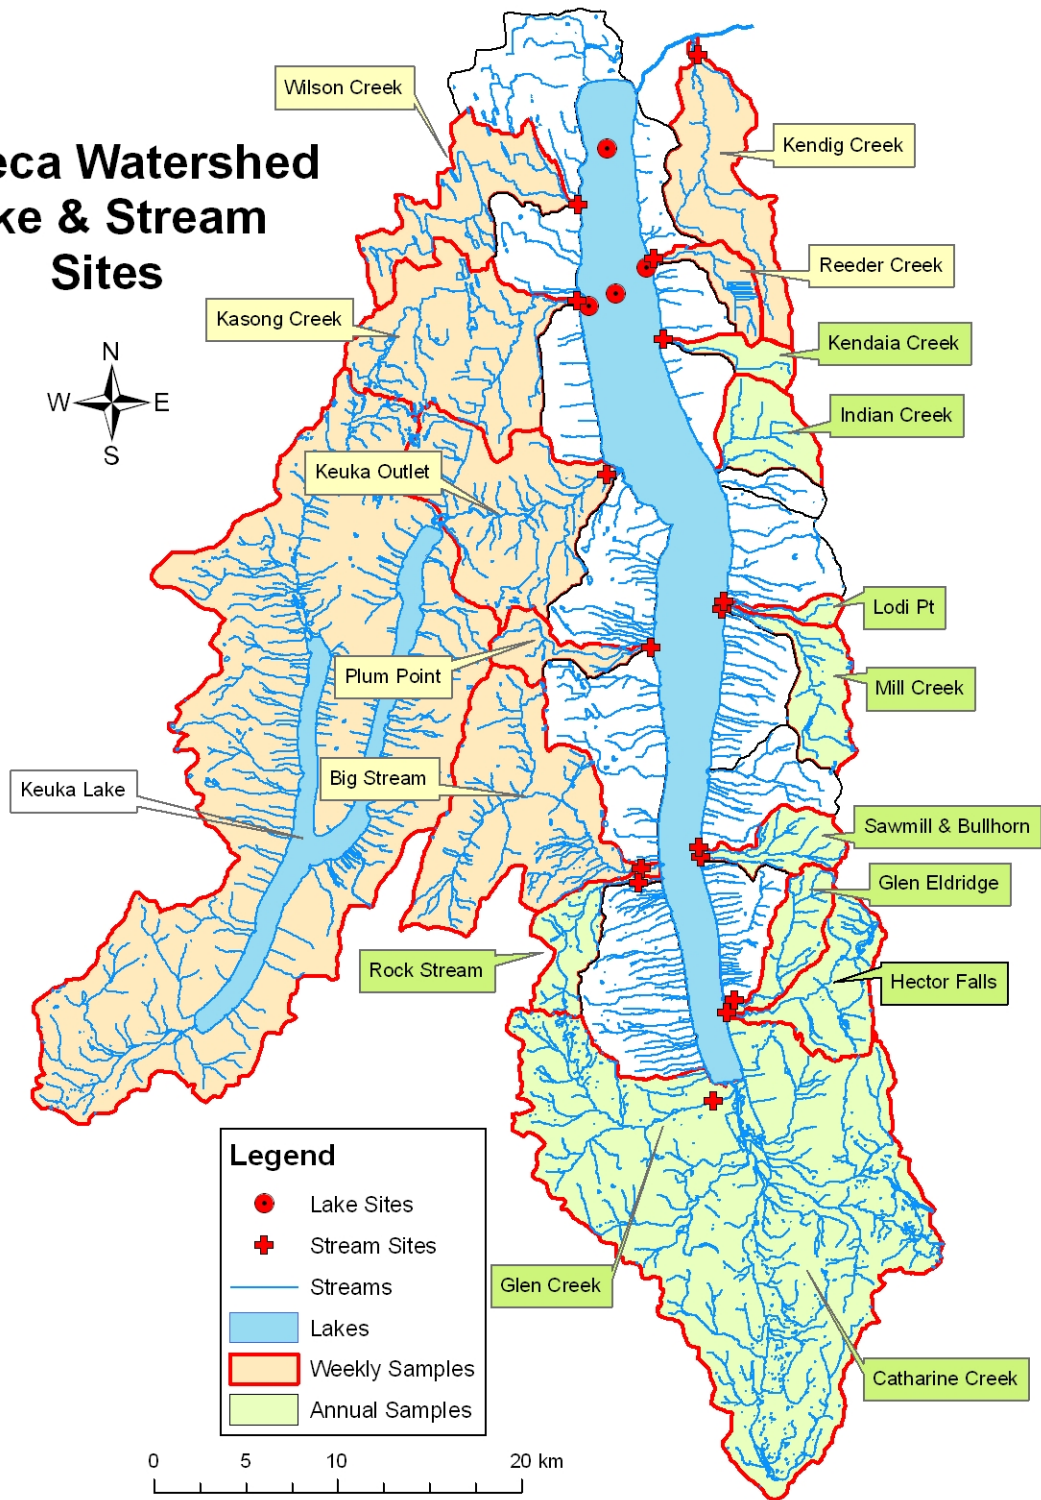 eca Watershed
ke & Stream
Sites
Wilson Creek
Kendig Creek
Reeder Creek
Kasong Creek
Kendaia Creek
N
W E
S
Indian Creek
Keuka Outlet
Lodi Pt
Plum Point
Mill Creek
Big Stream
Keuka Lake
Sawmill & Bullhorn
Glen Eldridge
Rock Stream
Hector Falls
Legend
Lake Sites
Stream Sites
Streams
Lakes
Weekly Samples
Annual Samples
Glen Creek
Catharine Creek
0 5 10 20 km